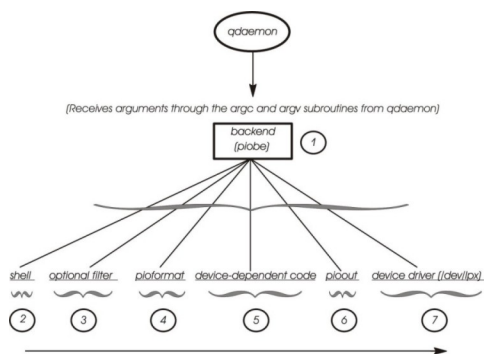 qdaemon
(Receives arguments through the argc and argv subroutines from qdaemon)
backend
(piobe)
1
shell optional filter pioformat device-dependent code pioout device driver (/dev/lpx)
2 3 4 5 6 7